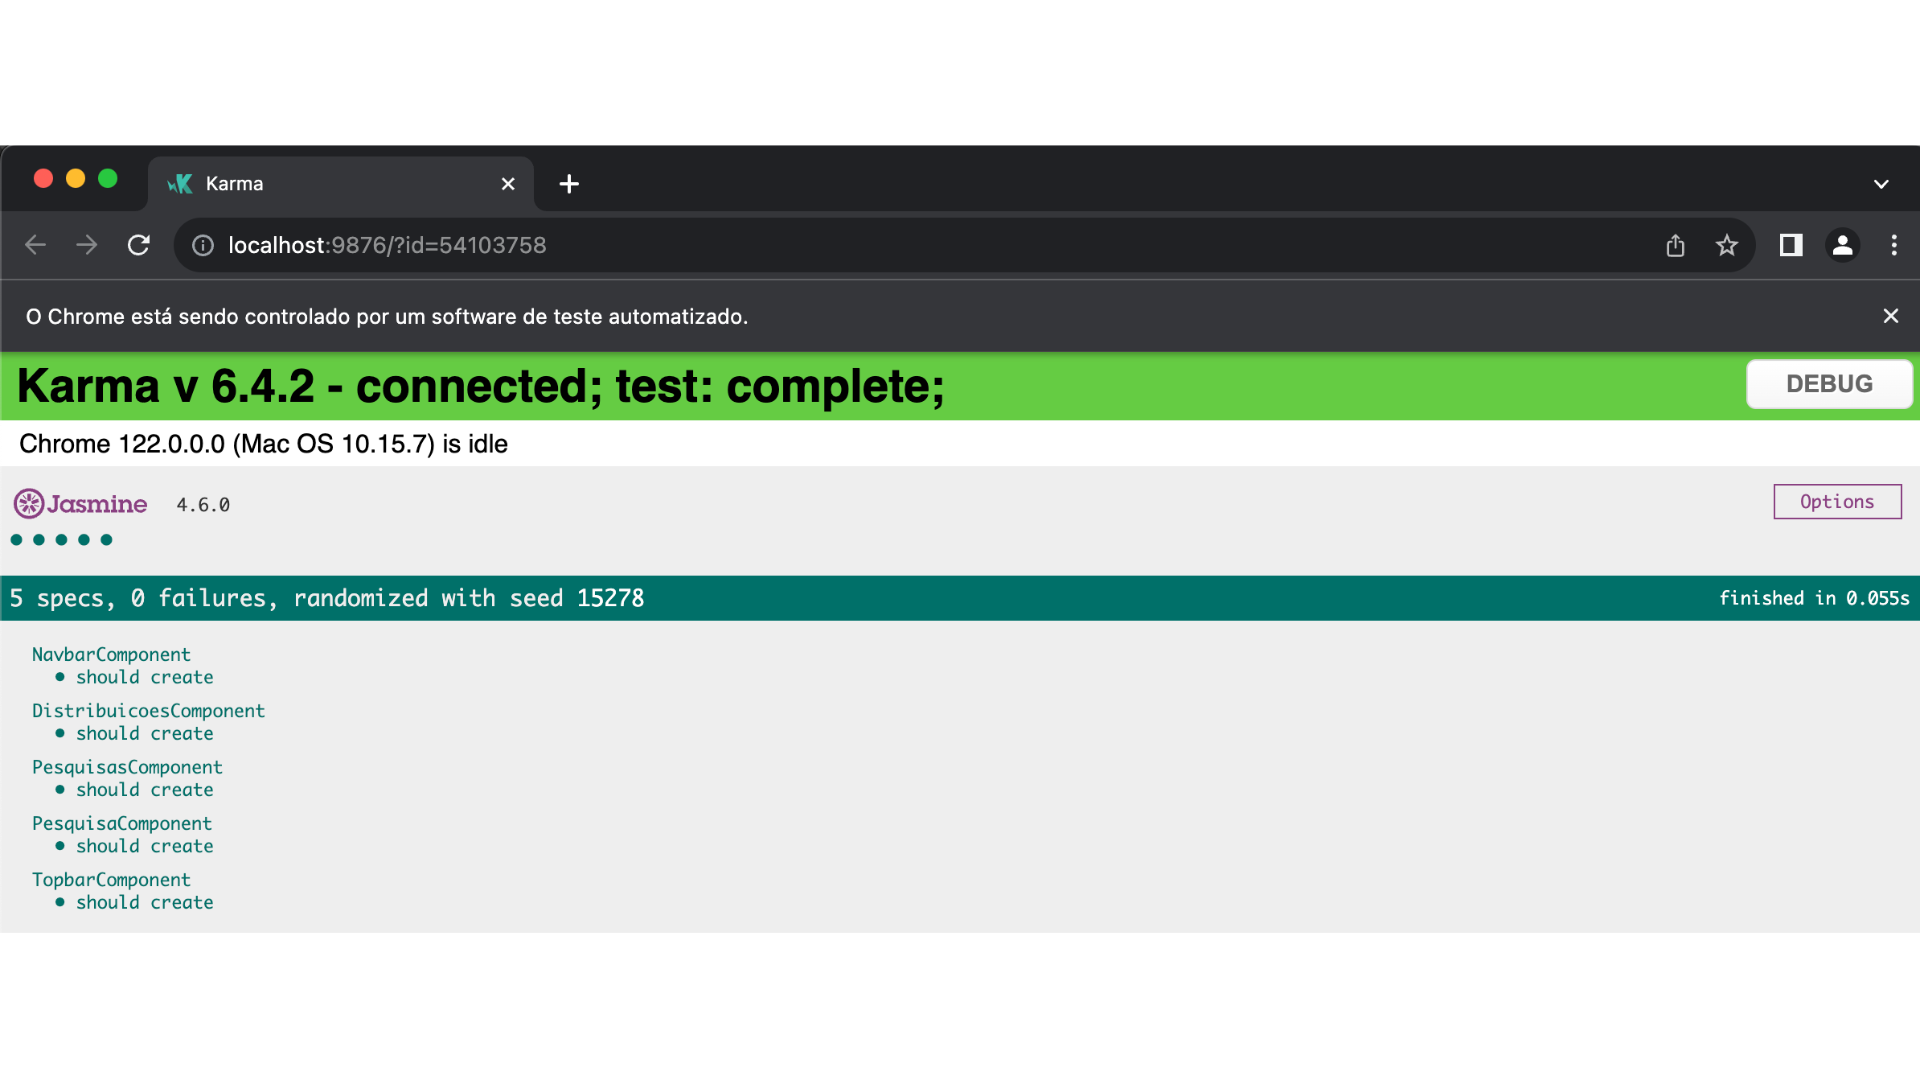 Karma
localhost:9876/?id=54103758
O Chrome está sendo controlado por um software de teste automatizado.
Karma v 6.4.2 - connected; test: complete;
DEBUG
Chrome 122.0.0.0 (Mac OS 10.15.7) is idle
Jasmine 4.6.0
Options
5 specs, 0 failures, randomized with seed 15278
finished in 0.055s
NavbarComponent
• should create
DistribuicoesComponent
• should create
PesquisasComponent
• should create
PesquisaComponent
• should create
TopbarComponent
• should create